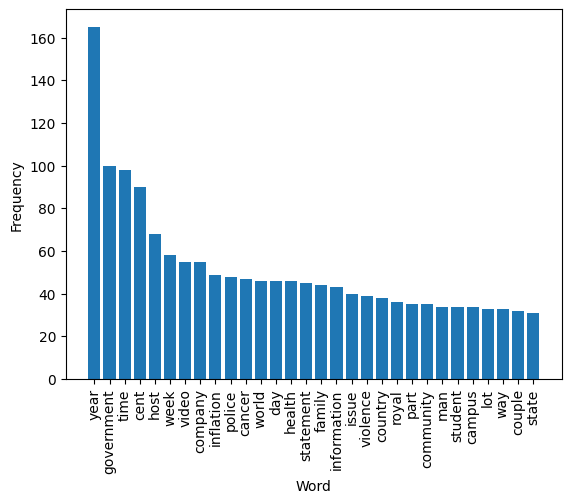 160
140
120
100
80
60
40
20
0
Frequency
year
government
time
cent
host
week
video
company
inflation
police
cancer
world
day
health
statement
family
information
issue
violence
country
royal
part
community
man
student
campus
lot
way
couple
state
Word